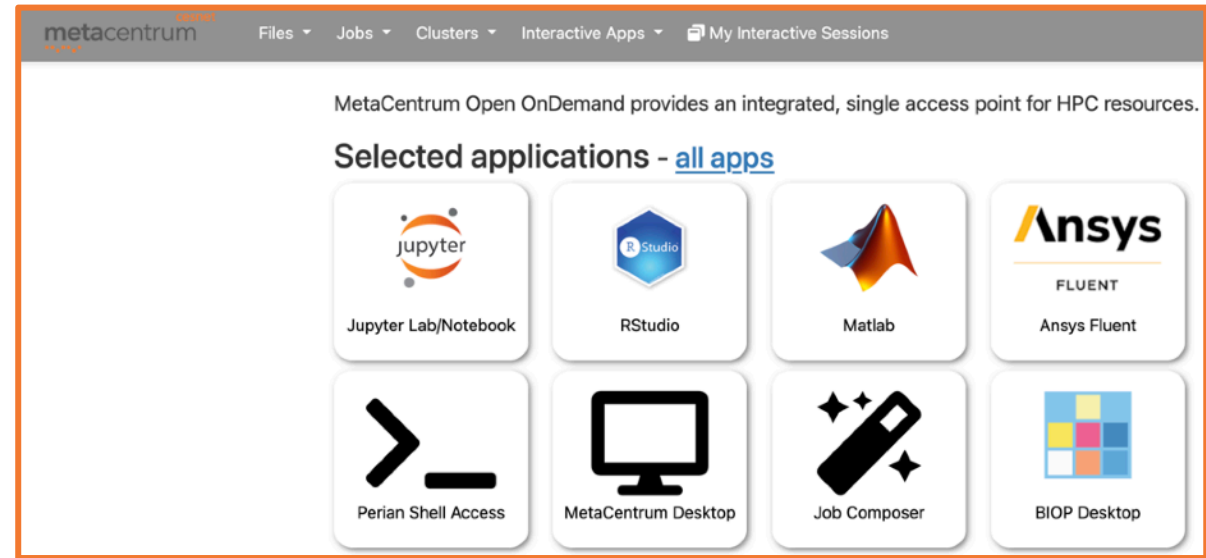 metacentrum
Files Jobs Clusters Interactive Apps My Interactive Sessions
MetaCentrum Open OnDemand provides an integrated, single access point for HPC resources.
Selected applications - all apps
jupyter
R Studio
Ansys
FLUENT
Jupyter Lab/Notebook
RStudio
Matlab
Ansys Fluent
Perian Shell Access
MetaCentrum Desktop
Job Composer
BIOP Desktop